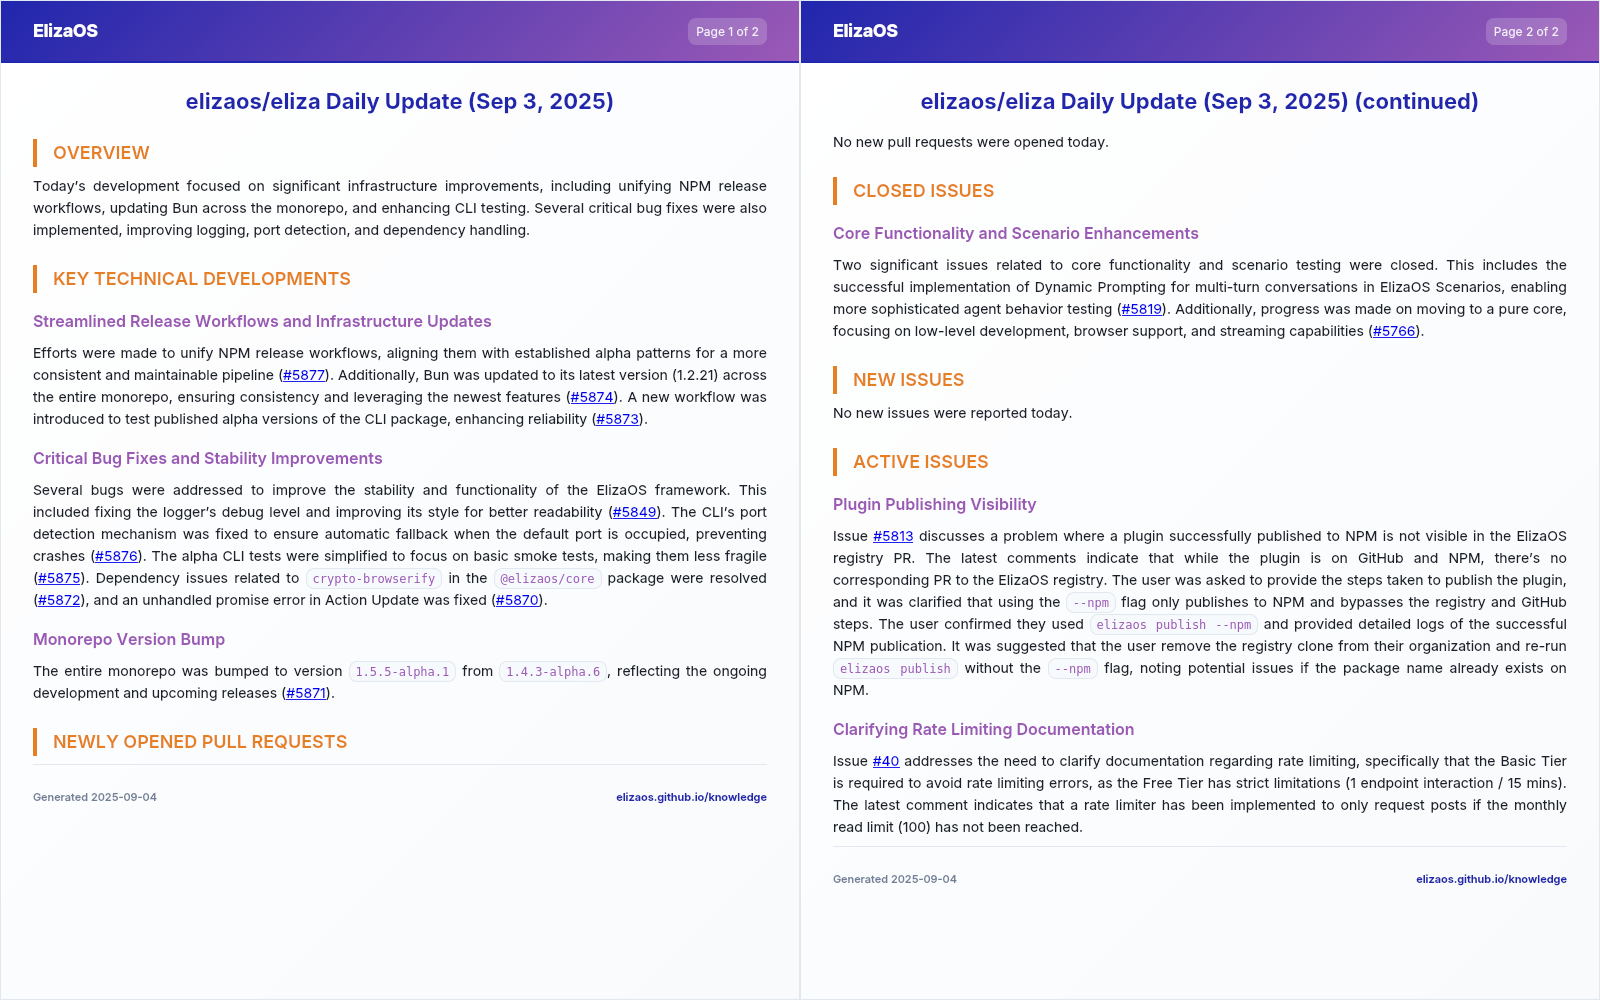 ElizaOS
Page 1 of 2
elizaos/eliza Daily Update (Sep 3, 2025)
OVERVIEW
Today's development focused on significant infrastructure improvements, including unifying NPM release
workflows, updating Bun across the monorepo, and enhancing CLI testing. Several critical bug fixes were also
implemented, improving logging, port detection, and dependency handling.
KEY TECHNICAL DEVELOPMENTS
Streamlined Release Workflows and Infrastructure Updates
Efforts were made to unify NPM release workflows, aligning them with established alpha patterns for a more
consistent and maintainable pipeline (#5877). Additionally, Bun was updated to its latest version (1.2.21) across
the entire monorepo, ensuring consistency and leveraging the newest features (#5874). A new workflow was
introduced to test published alpha versions of the CLI package, enhancing reliability (#5873).
Critical Bug Fixes and Stability Improvements
Several bugs were addressed to improve the stability and functionality of the ElizaOS framework. This
included fixing the logger's debug level and improving its style for better readability (#5849). The CLI's port
detection mechanism was fixed to ensure automatic fallback when the default port is occupied, preventing
crashes (#5876). The alpha CLI tests were simplified to focus on basic smoke tests, making them less fragile
(#5875). Dependency issues related to crypto-browserify in the @elizaos/core package were resolved
(#5872), and an unhandled promise error in Action Update was fixed (#5870).
Monorepo Version Bump
The entire monorepo was bumped to version 1.5.5-alpha.1 from 1.4.3-alpha.6, reflecting the ongoing
development and upcoming releases (#5871).
NEWLY OPENED PULL REQUESTS
Generated 2025-09-04
elizaos.github.io/knowledge
ElizaOS
Page 2 of 2
elizaos/eliza Daily Update (Sep 3, 2025) (continued)
No new pull requests were opened today.
CLOSED ISSUES
Core Functionality and Scenario Enhancements
Two significant issues related to core functionality and scenario testing were closed. This includes the
successful implementation of Dynamic Prompting for multi-turn conversations in ElizaOS Scenarios, enabling
more sophisticated agent behavior testing (#5819). Additionally, progress was made on moving to a pure core,
focusing on low-level development, browser support, and streaming capabilities (#5766).
NEW ISSUES
No new issues were reported today.
ACTIVE ISSUES
Plugin Publishing Visibility
Issue #5813 discusses a problem where a plugin successfully published to NPM is not visible in the ElizaOS
registry PR. The latest comments indicate that while the plugin is on GitHub and NPM, there's no
corresponding PR to the ElizaOS registry. The user was asked to provide the steps taken to publish the plugin,
and it was clarified that using the --npm flag only publishes to NPM and bypasses the registry and GitHub
steps. The user confirmed they used elizaos publish --npm and provided detailed logs of the successful
NPM publication. It was suggested that the user remove the registry clone from their organization and re-run
elizaos publish without the --npm flag, noting potential issues if the package name already exists on
NPM.
Clarifying Rate Limiting Documentation
Issue #40 addresses the need to clarify documentation regarding rate limiting, specifically that the Basic Tier
is required to avoid rate limiting errors, as the Free Tier has strict limitations (1 endpoint interaction / 15 mins).
The latest comment indicates that a rate limiter has been implemented to only request posts if the monthly
read limit (100) has not been reached.
Generated 2025-09-04
elizaos.github.io/knowledge